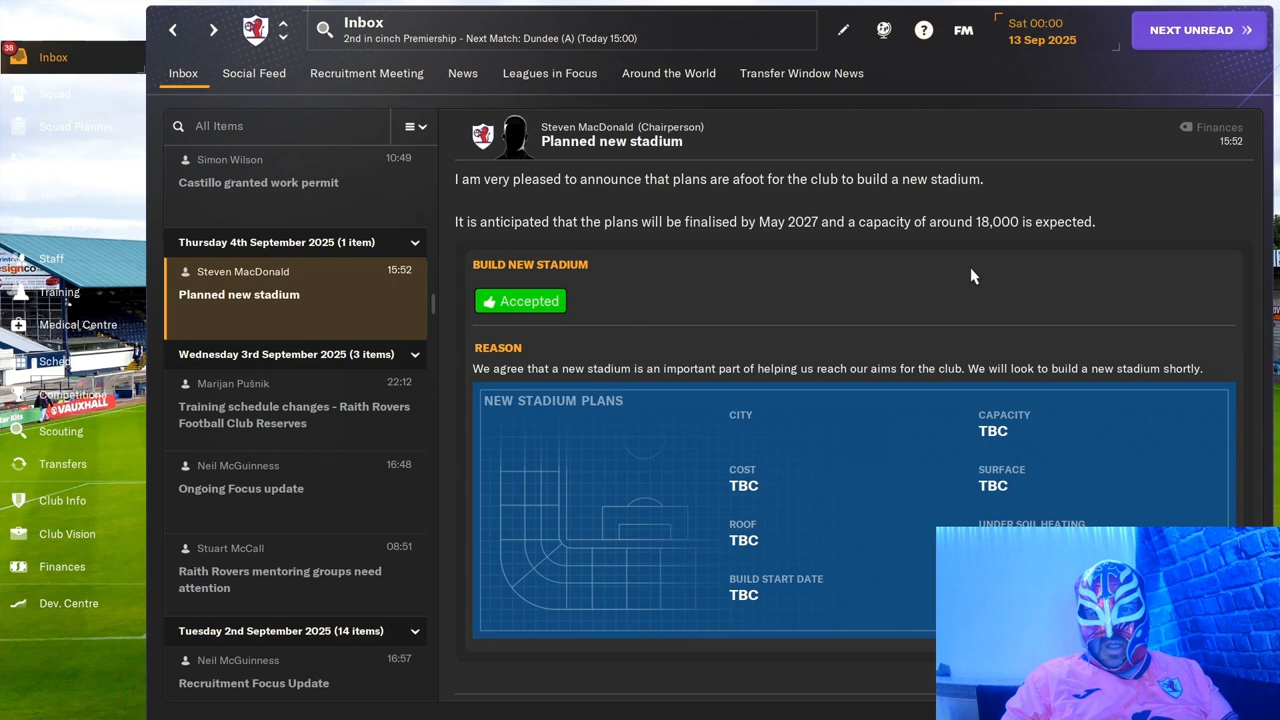 Inbox
2nd in cinch Premiership - Next Match: Dundee (A) (Today 15:00)
?
FM
Sat 00:00
13 Sep 2025
NEXT UNREAD
38
Inbox
Squad
Squad Planner
Staff
Training
Medical Centre
Sched
Competitions
Scouting
Transfers
Club Info
Club Vision
Finances
Dev. Centre
Inbox
Social Feed
Recruitment Meeting
News
Leagues in Focus
Around the World
Transfer Window News
All Items
Simon Wilson
10:49
Castillo granted work permit
Thursday 4th September 2025 (1 item)
Steven MacDonald
15:52
Planned new stadium
Wednesday 3rd September 2025 (3 items)
Marijan Pušnik
22:12
Training schedule changes - Raith Rovers
Football Club Reserves
Neil McGuinness
16:48
Ongoing Focus update
Stuart McCall
08:51
Raith Rovers mentoring groups need
attention
Tuesday 2nd September 2025 (14 items)
Neil McGuinness
16:57
Recruitment Focus Update
Steven MacDonald (Chairperson)
Planned new stadium
Finances
15:52
I am very pleased to announce that plans are afoot for the club to build a new stadium.
It is anticipated that the plans will be finalised by May 2027 and a capacity of around 18,000 is expected.
BUILD NEW STADIUM
Accepted
REASON
We agree that a new stadium is an important part of helping us reach our aims for the club. We will look to build a new stadium shortly.
NEW STADIUM PLANS
CITY
CAPACITY
TBC
COST
TBC
SURFACE
TBC
ROOF
TBC
UNDER SOIL HEATING
BUILD START DATE
TBC
VAUXHALL